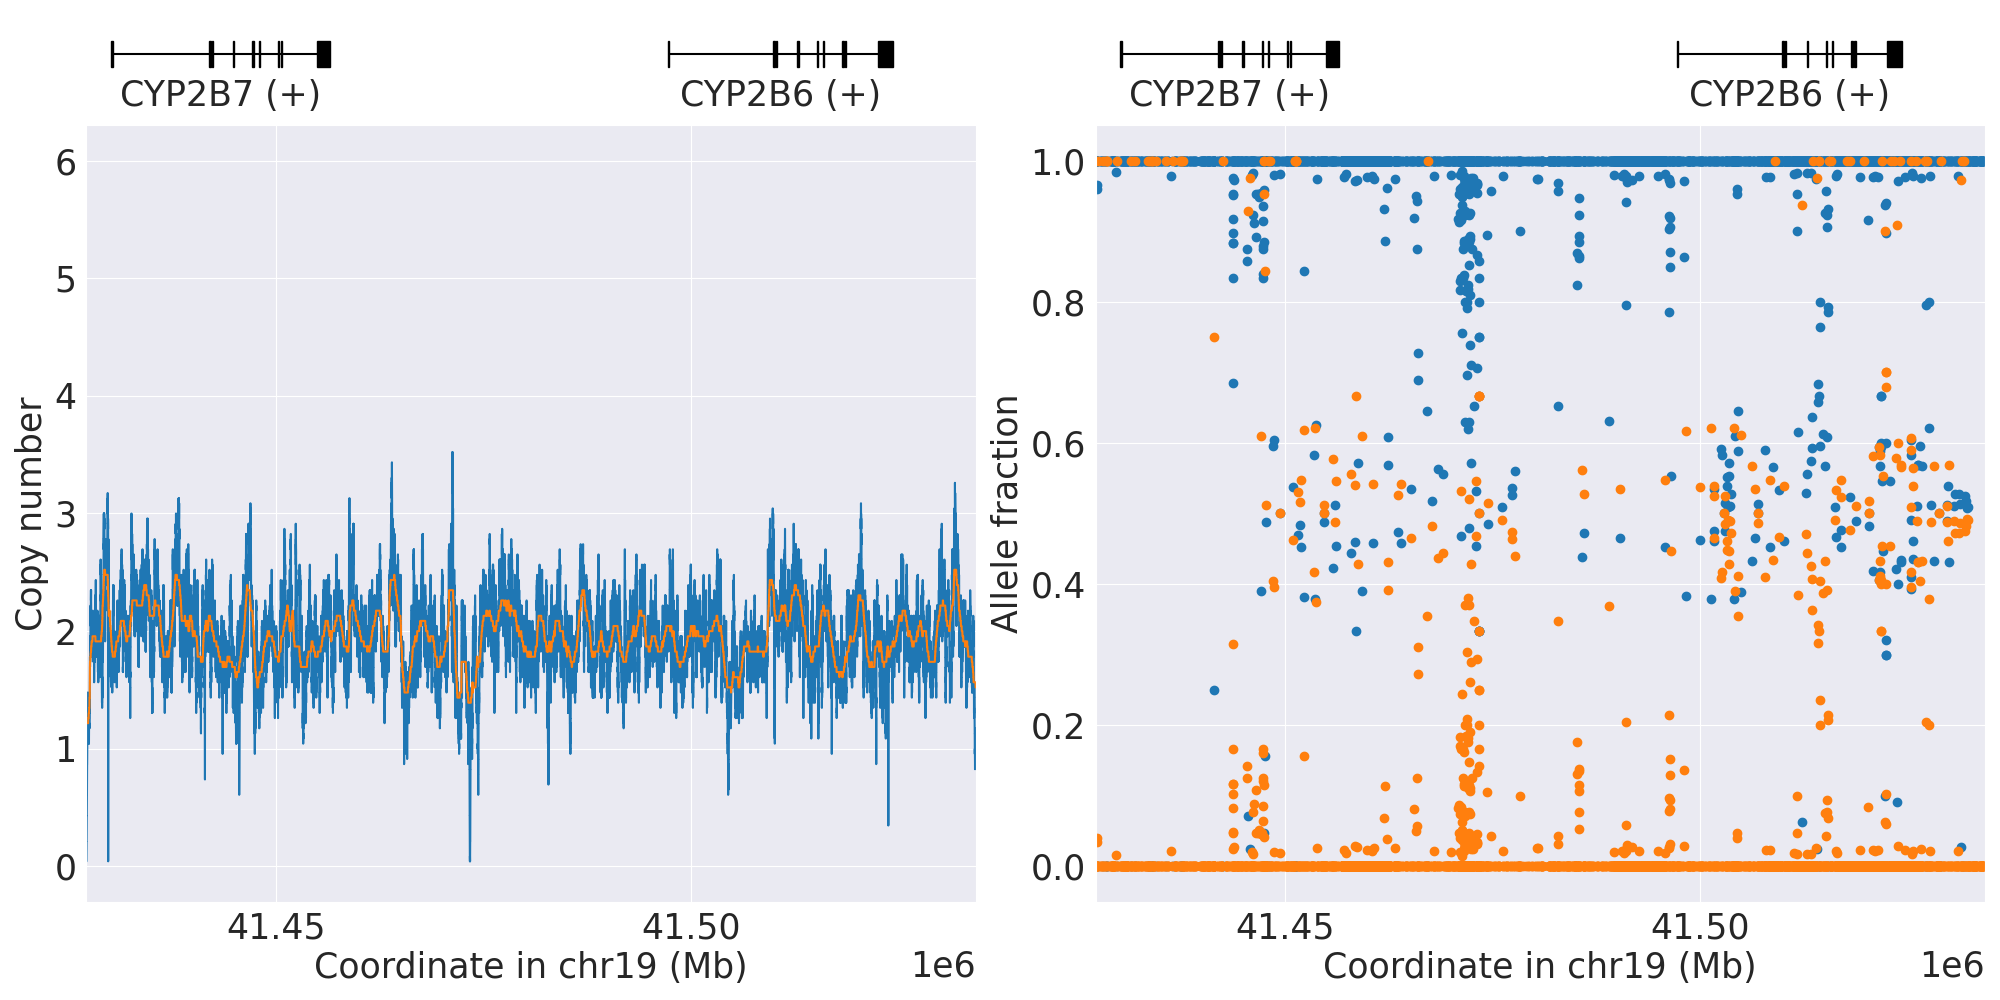 CYP2B7 (+) CYP2B6 (+)
CYP2B7 (+) CYP2B6 (+)
Copy number
6
5
4
3
2
1
0
41.45 41.50
Coordinate in chr19 (Mb) 1e6
Allele fraction
1.0
0.8
0.6
0.4
0.2
0.0
41.45 41.50
Coordinate in chr19 (Mb) 1e6